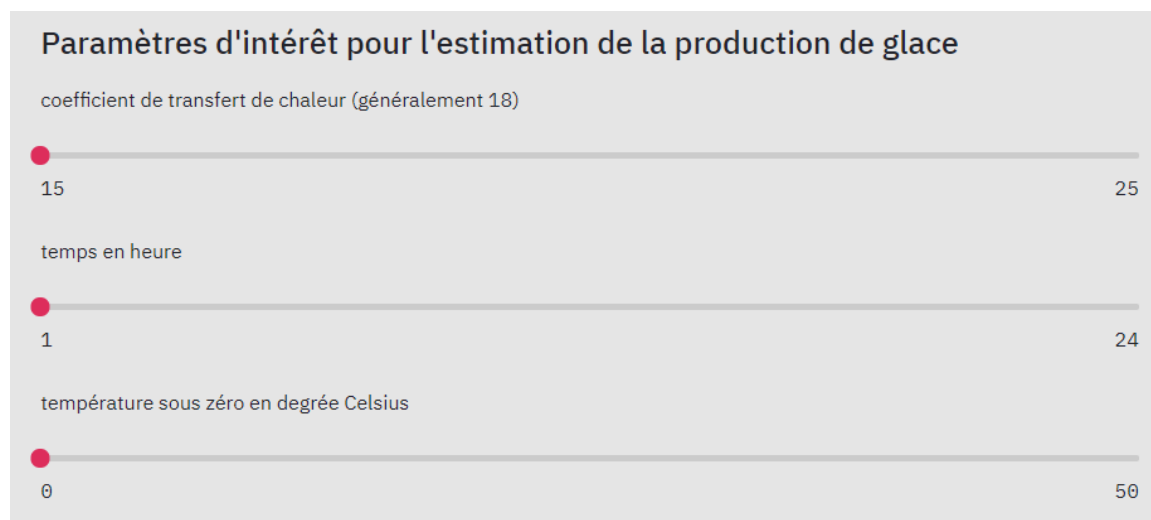 Paramètres d'intérêt pour l'estimation de la production de glace
coefficient de transfert de chaleur (généralement 18)
15 25
temps en heure
1 24
température sous zéro en degrée Celsius
0 50